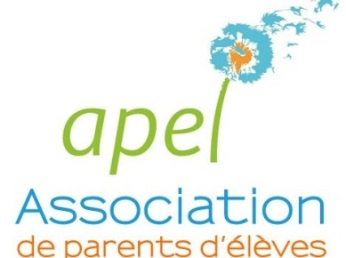 apel
Association
de parents d'élèves